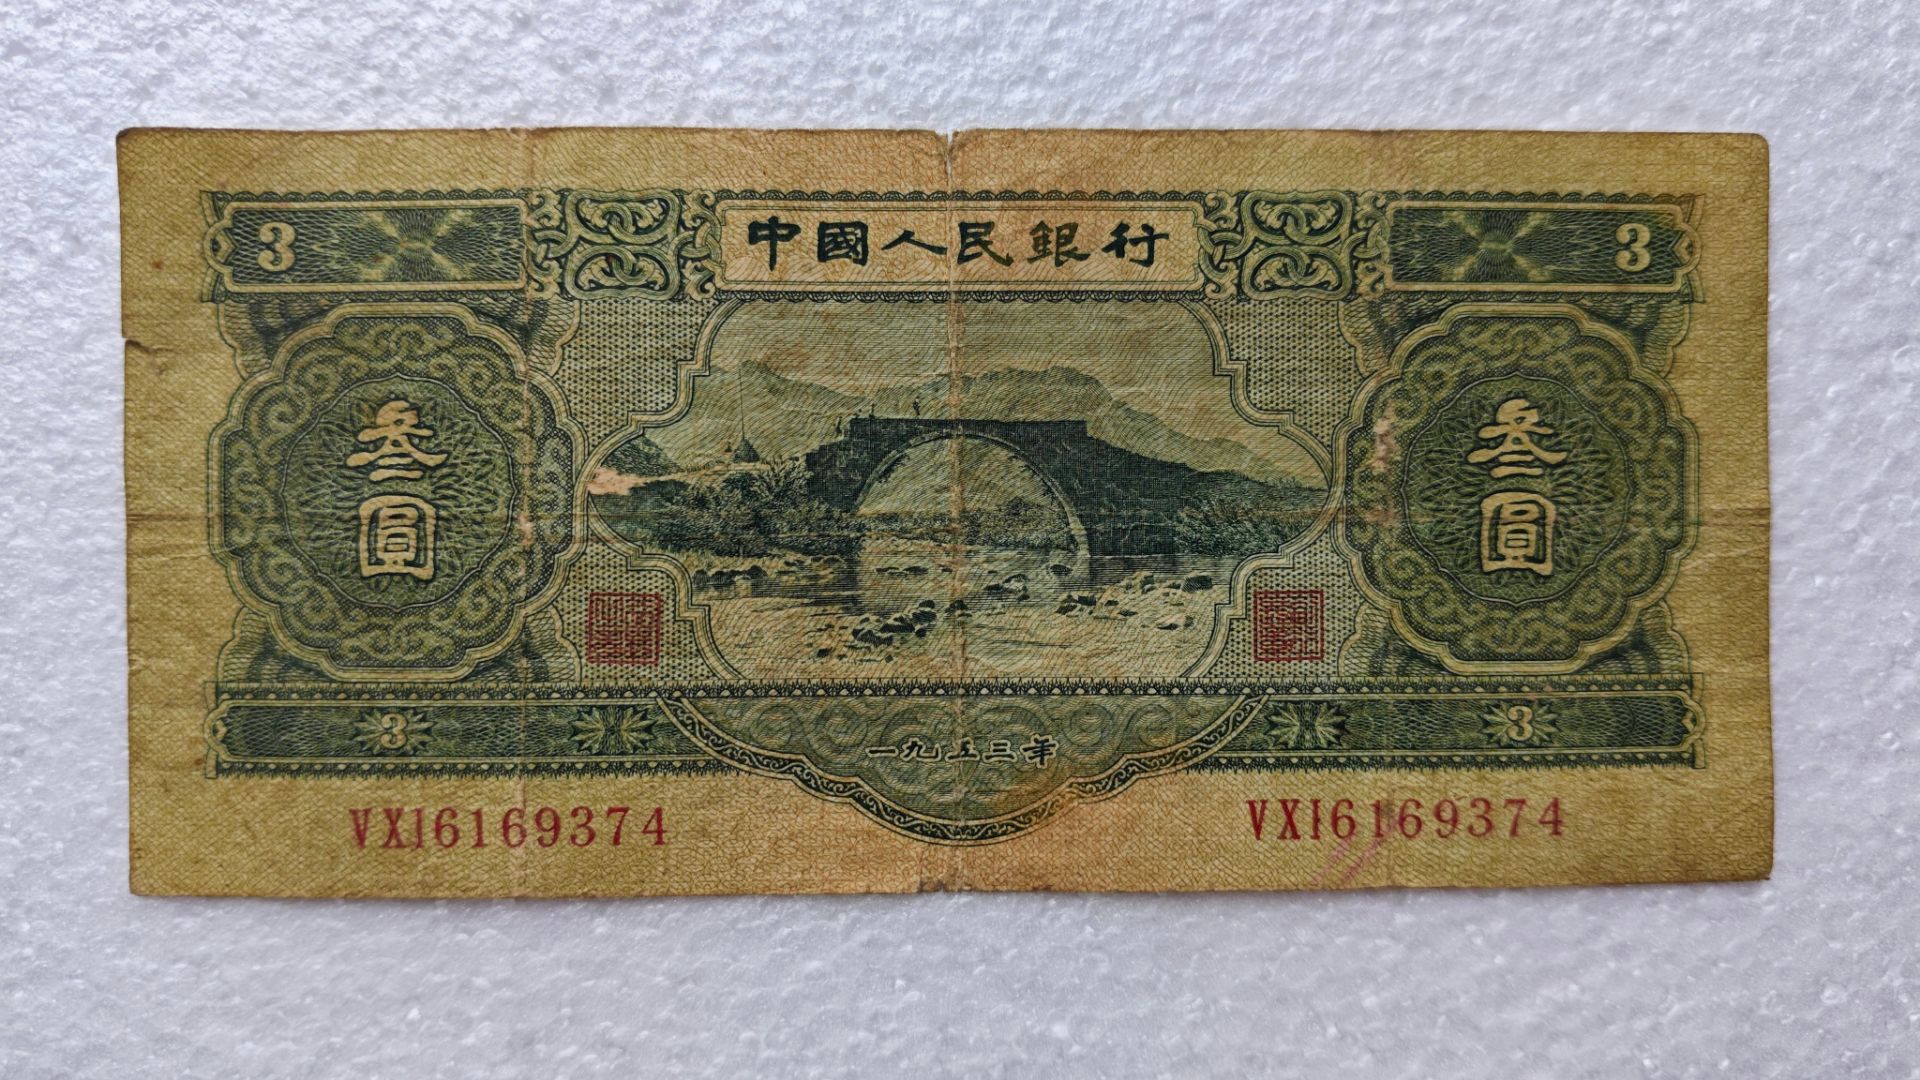 3 中國人民銀行 3
叁圓 叁圓
3 一九五三年 3
VXI6169374 VXI6169374